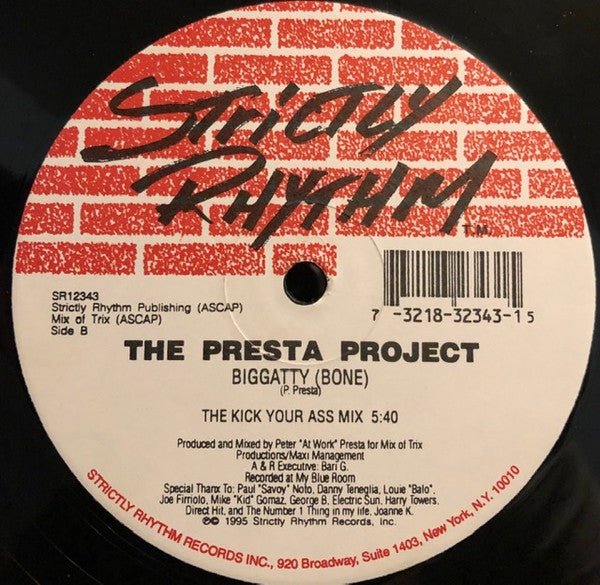 STRICTLY
RHYTHM
T.M.
SR12343
Strictly Rhythm Publishing (ASCAP)
Mix of Trix (ASCAP)
Side B
7 -3218-32343-1 5
THE PRESTA PROJECT
BIGGATTY (BONE)
(P. Presta)
THE KICK YOUR ASS MIX 5:40
Produced and Mixed by Peter "At Work" Presta for Mix of Trix
Productions/Maxi Management
A & R Executive: Bari G.
Recorded at My Blue Room
Special Thanx To: Paul "Savoy" Noto, Danny Teneglia, Louie "Balo",
Joe Firriolo, Mike "Kid" Gomaz, George B, Electric Sun, Harry Towers,
Direct Hit, and The Number 1 Thing in my life, Joanne K.
℗© 1995 Strictly Rhythm Records, Inc.
STRICTLY RHYTHM RECORDS INC., 920 Broadway, Suite 1403, New York, N.Y. 10010